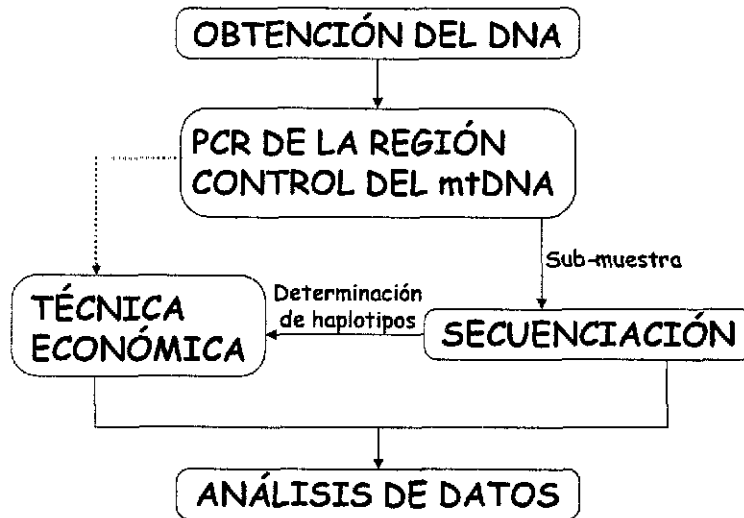 OBTENCIÓN DEL DNA
PCR DE LA REGIÓN
CONTROL DEL mtDNA
Sub-muestra
TÉCNICA
ECONÓMICA
Determinación
de haplotipos
SECUENCIACIÓN
ANÁLISIS DE DATOS